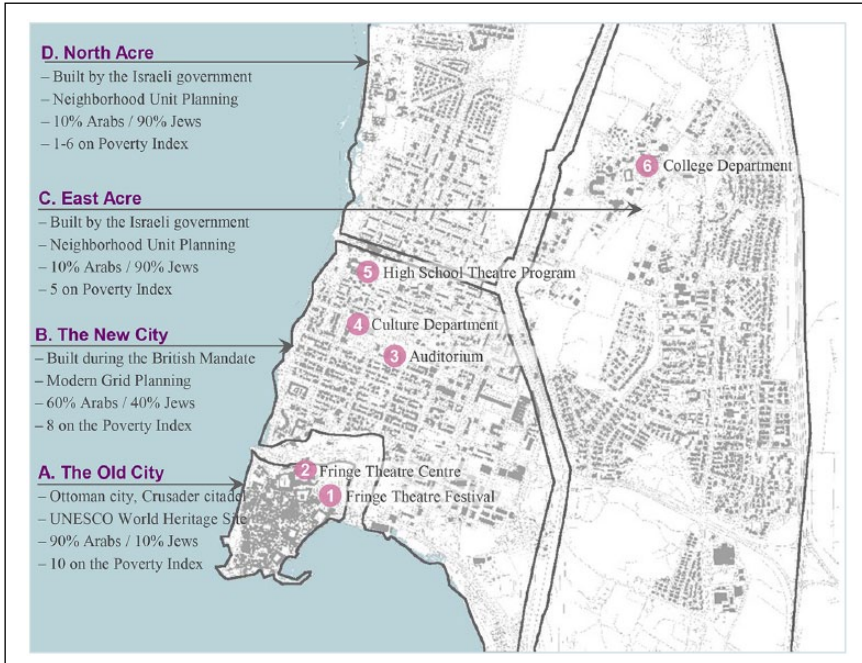 D. North Acre
– Built by the Israeli government
– Neighborhood Unit Planning
– 10% Arabs / 90% Jews
– 1-6 on Poverty Index
C. East Acre
– Built by the Israeli government
– Neighborhood Unit Planning
– 10% Arabs / 90% Jews
– 5 on Poverty Index
B. The New City
– Built during the British Mandate
– Modern Grid Planning
– 60% Arabs / 40% Jews
– 8 on the Poverty Index
A. The Old City
– Ottoman city, Crusader citadel
– UNESCO World Heritage Site
– 90% Arabs / 10% Jews
– 10 on the Poverty Index
6 College Department
5 High School Theatre Program
4 Culture Department
3 Auditorium
2 Fringe Theatre Centre
1 Fringe Theatre Festival